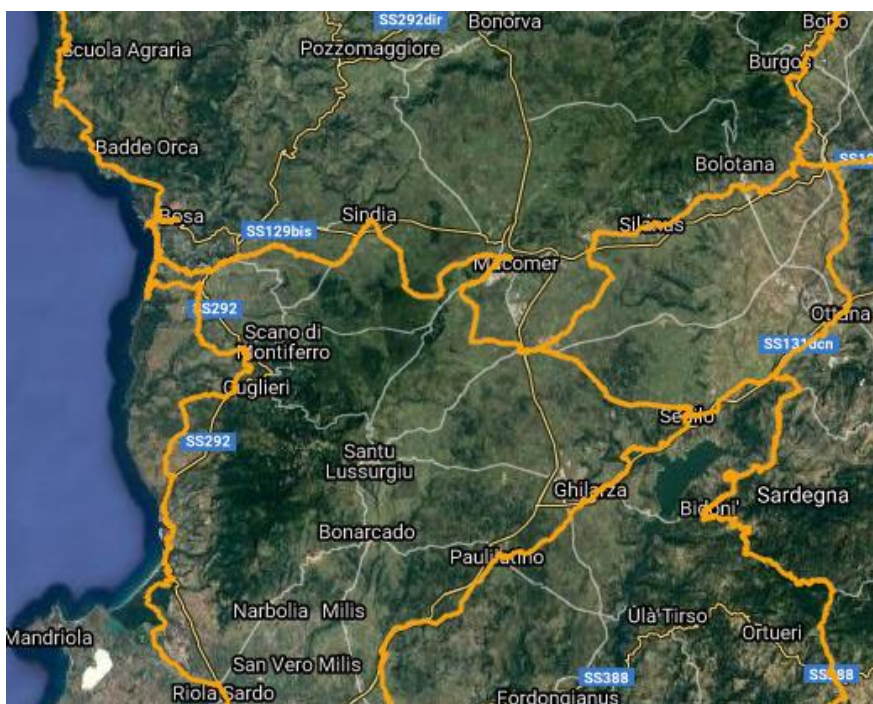 SS292dir
Bonorva
Bono
Scuola Agraria
Pozzomaggiore
Burgos
Badde Orca
Bolotana
Bosa
Sindia
SS129bis
Silanus
Macomer
SS292
Ottana
Scano di
Montiferro
SS131dcn
Cuglieri
Sedilo
SS292
Santu
Lussurgiu
Ghilarza
Sardegna
Bidoni'
Bonarcado
Paulilatino
Narbolia
Milis
Ùlà Tirso
Ortueri
Mandriola
San Vero Milis
SS388
SS388
Riola Sardo
Fordongianus